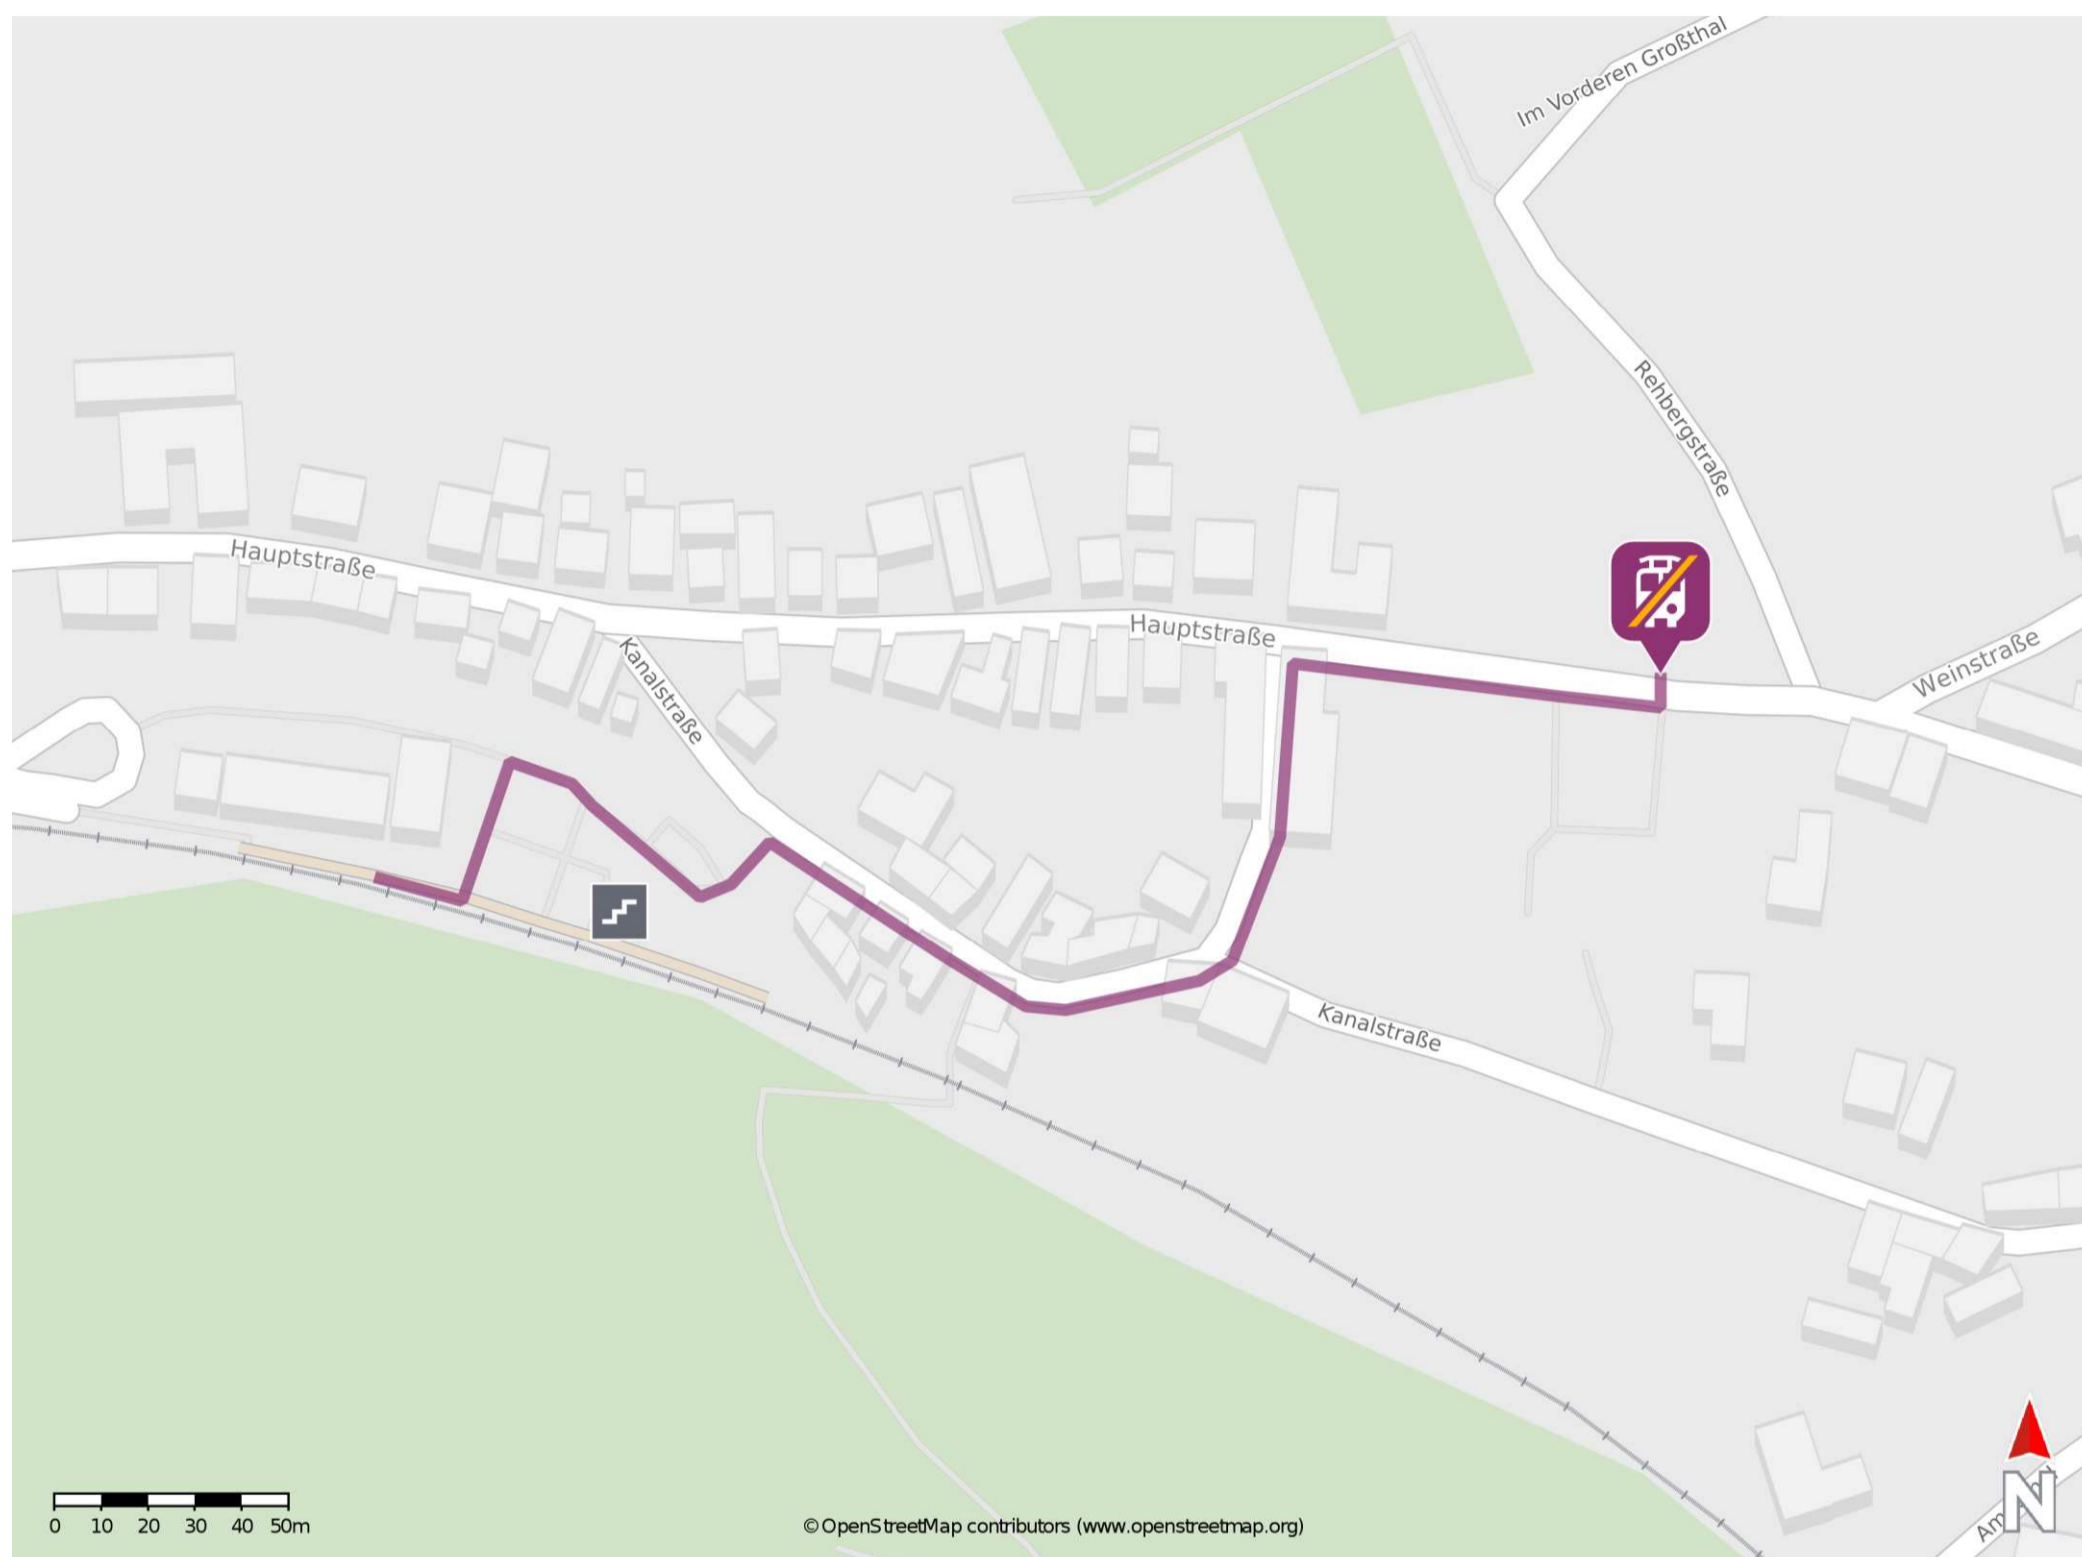 Im Vorderen Großthal
Rehbergstraße
Hauptstraße
Hauptstraße
Weinstraße
Kanalstraße
Kanalstraße
N
0 10 20 30 40 50m
© OpenStreetMap contributors (www.openstreetmap.org)
Am